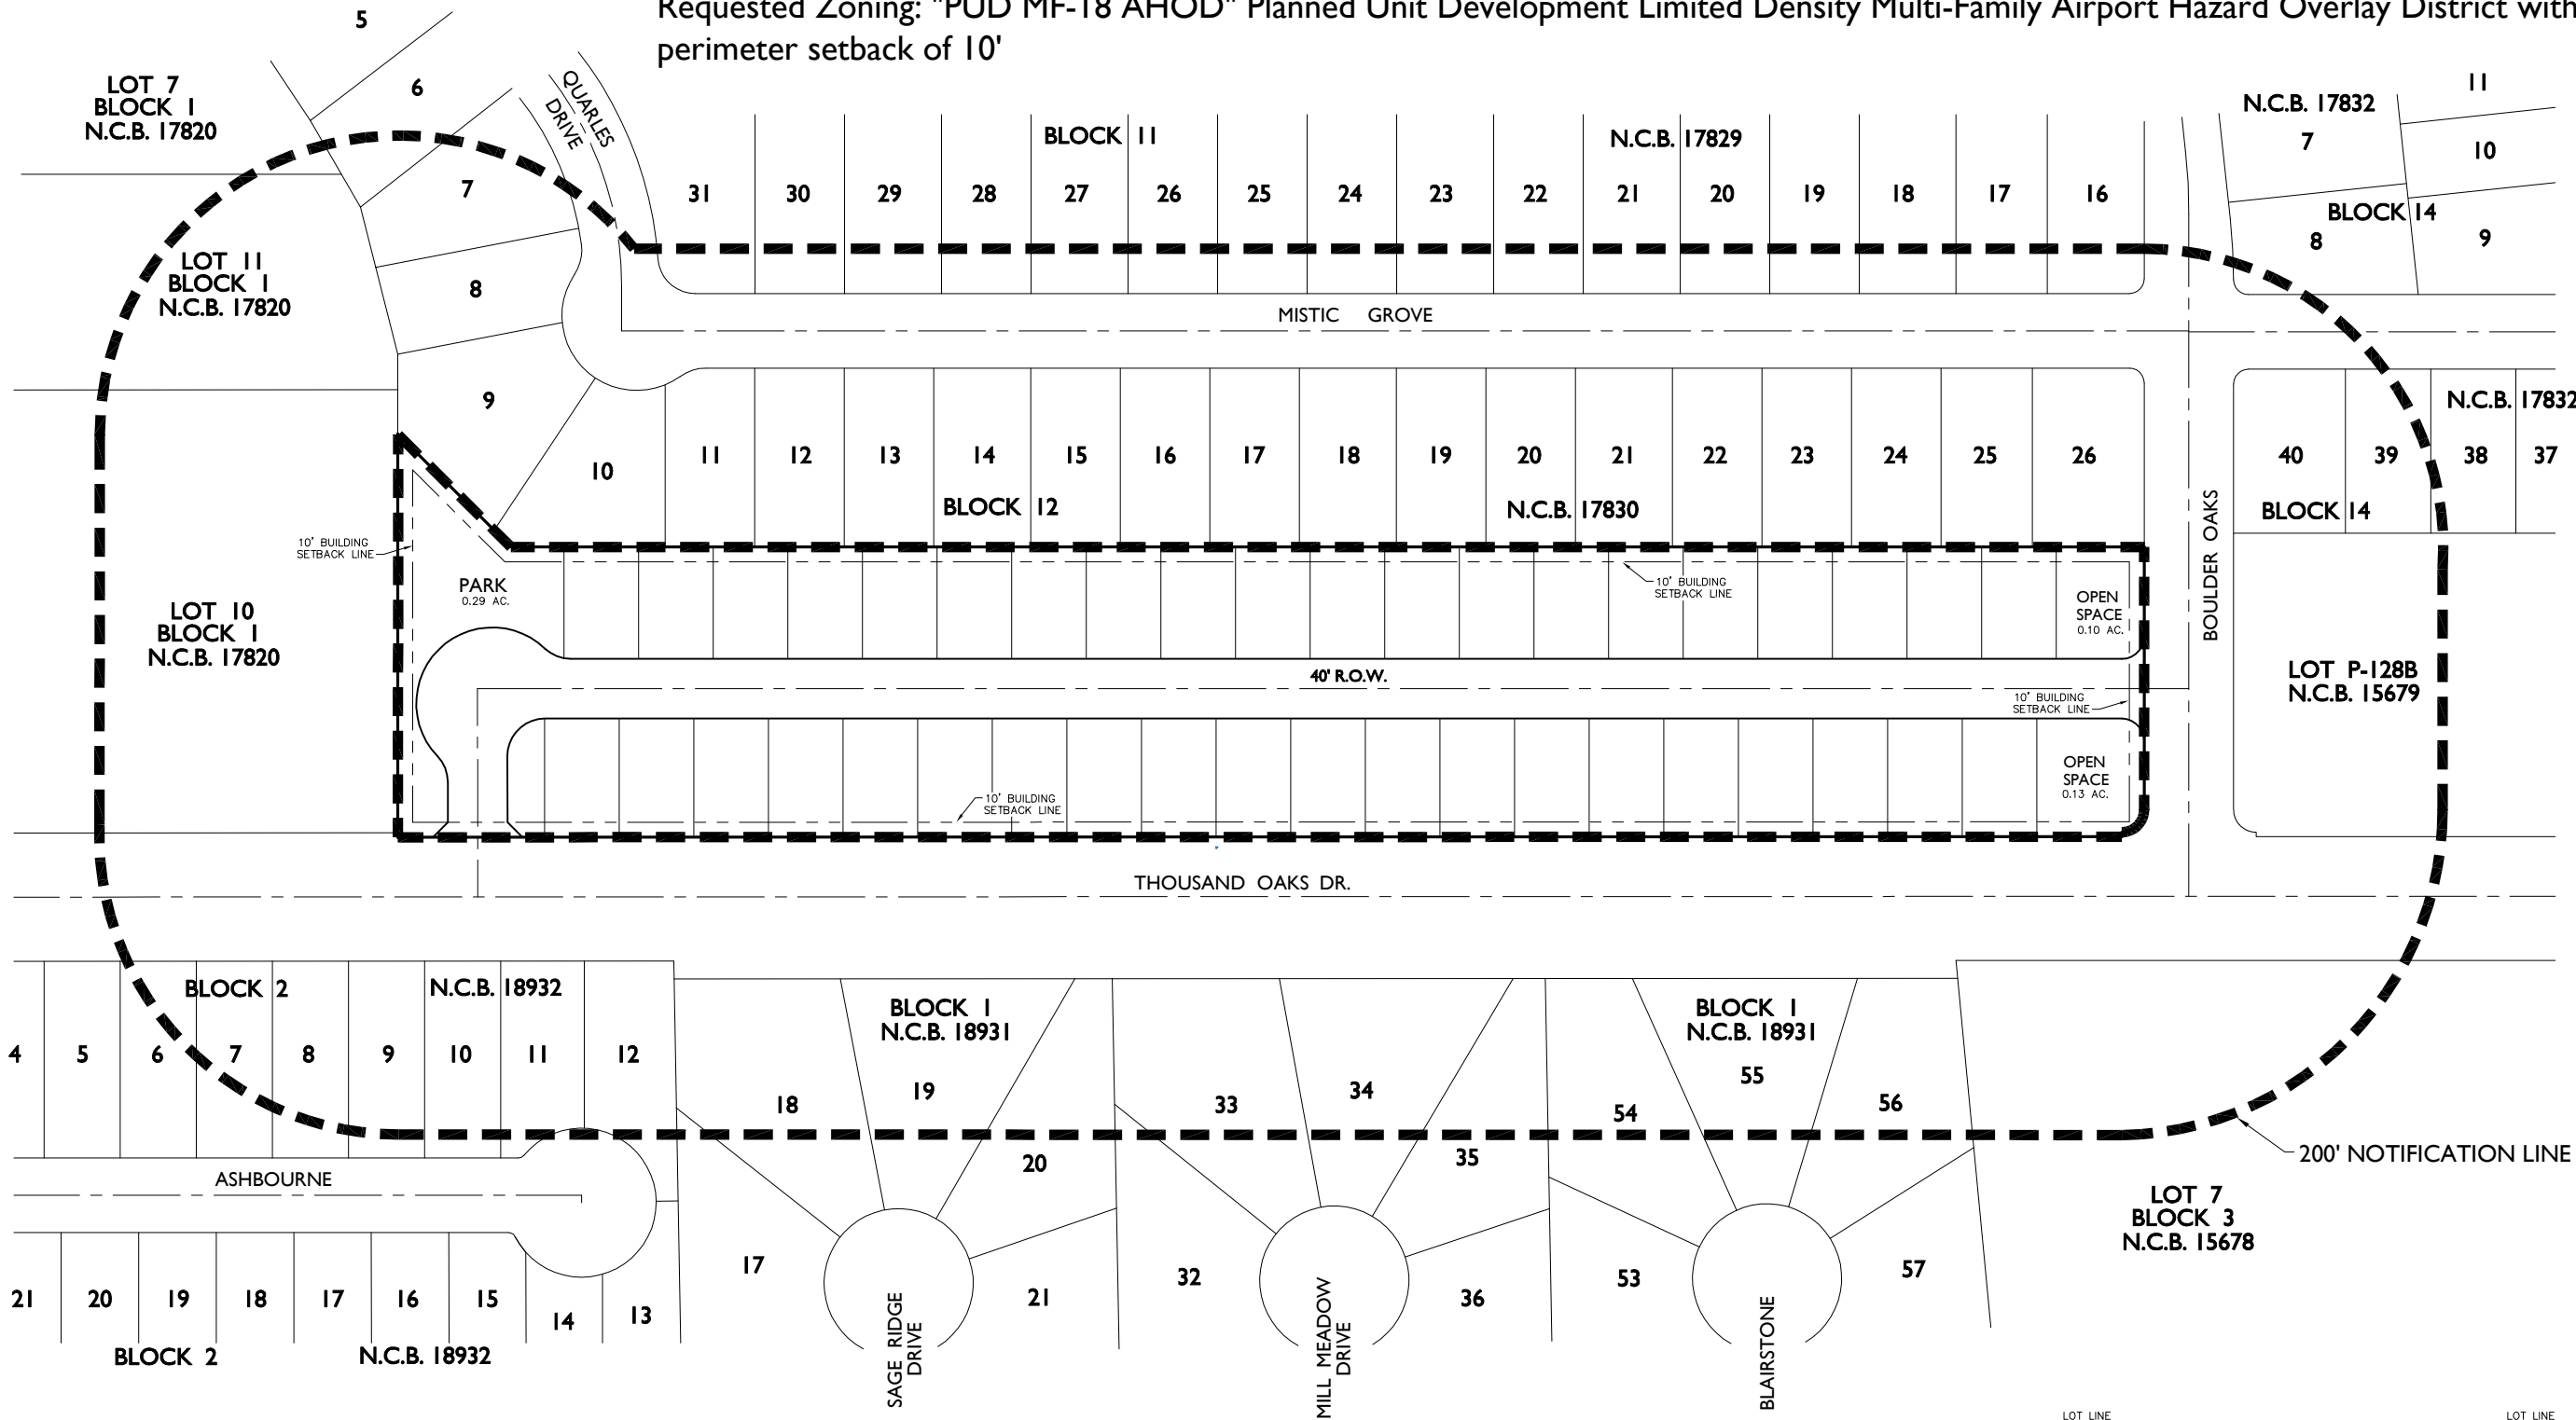 Requested Zoning: "PUD MF-18 AHOD" Planned Unit Development Limited Density Multi-Family Airport Hazard Overlay District with
perimeter setback of 10'
5
6
7
8
9
LOT 7
BLOCK 1
N.C.B. 17820
QUARLES
DRIVE
BLOCK 11
N.C.B. 17829
31 30 29 28 27 26 25 24 23 22 21 20 19 18 17 16
N.C.B. 17832
7
11
10
BLOCK 14
8
9
LOT 11
BLOCK 1
N.C.B. 17820
MISTIC GROVE
10 11 12 13 14 15 16 17 18 19 20 21 22 23 24 25 26
BLOCK 12
N.C.B. 17830
BOULDER OAKS
N.C.B. 17832
40 39 38 37
BLOCK 14
10' BUILDING
SETBACK LINE
PARK
0.29 AC.
10' BUILDING
SETBACK LINE
OPEN
SPACE
0.10 AC.
LOT 10
BLOCK 1
N.C.B. 17820
40' R.O.W.
10' BUILDING
SETBACK LINE
LOT P-128B
N.C.B. 15679
10' BUILDING
SETBACK LINE
OPEN
SPACE
0.13 AC.
THOUSAND OAKS DR.
BLOCK 2
N.C.B. 18932
4 5 6 7 8 9 10 11 12
BLOCK 1
N.C.B. 18931
18
19
20
33
34
35
BLOCK 1
N.C.B. 18931
54
55
56
200' NOTIFICATION LINE
ASHBOURNE
LOT 7
BLOCK 3
N.C.B. 15678
21 20 19 18 17 16 15 14 13
BLOCK 2
N.C.B. 18932
17
21
SAGE RIDGE
DRIVE
32
36
MILL MEADOW
DRIVE
53
57
BLAIRSTONE
LOT LINE
LOT LINE